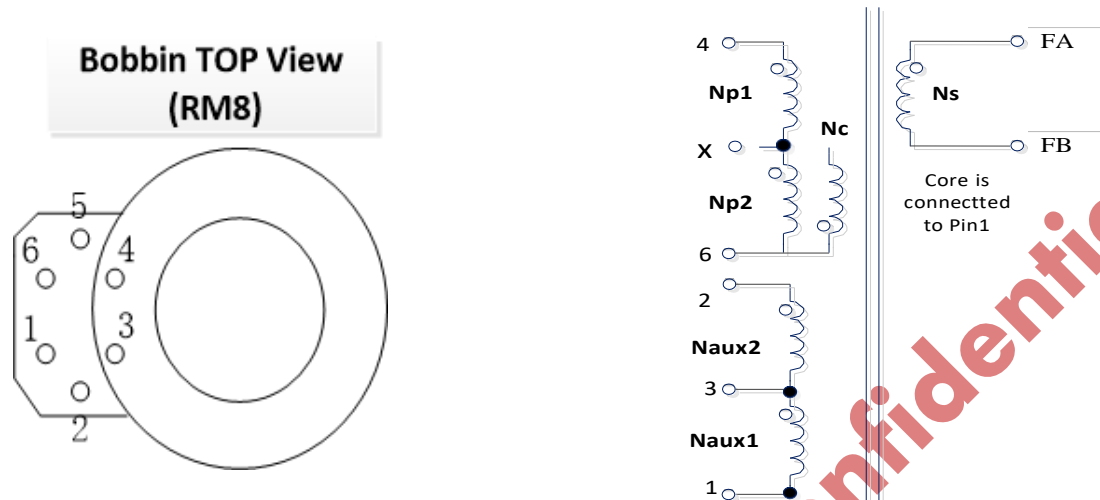 Bobbin TOP View
(RM8)
5
6
4
1
3
2
4
FA
Np1
Ns
Nc
X
FB
Core is
connectted
to Pin1
Np2
6
2
Naux2
3
Naux1
1